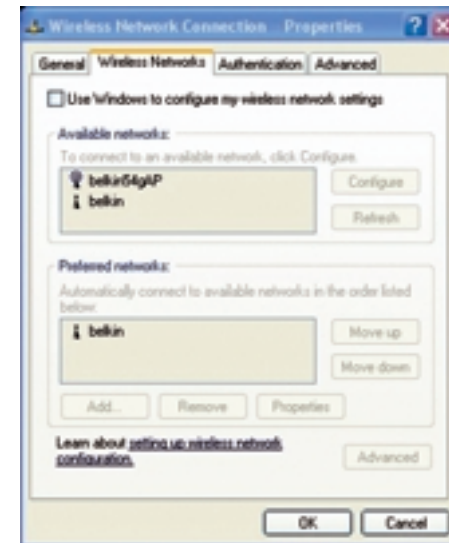 Wireless Network Connection Properties
General Wireless Networks Authentication Advanced
Use Windows to configure my wireless network settings
Available networks:
To connect to an available network, click Configure.
belkin54gAP
belkin
Configure
Refresh
Preferred networks:
Automatically connect to available networks in the order listed
below:
belkin
Move up
Move down
Add... Remove Properties
Learn about setting up wireless network
configuration.
Advanced
OK Cancel